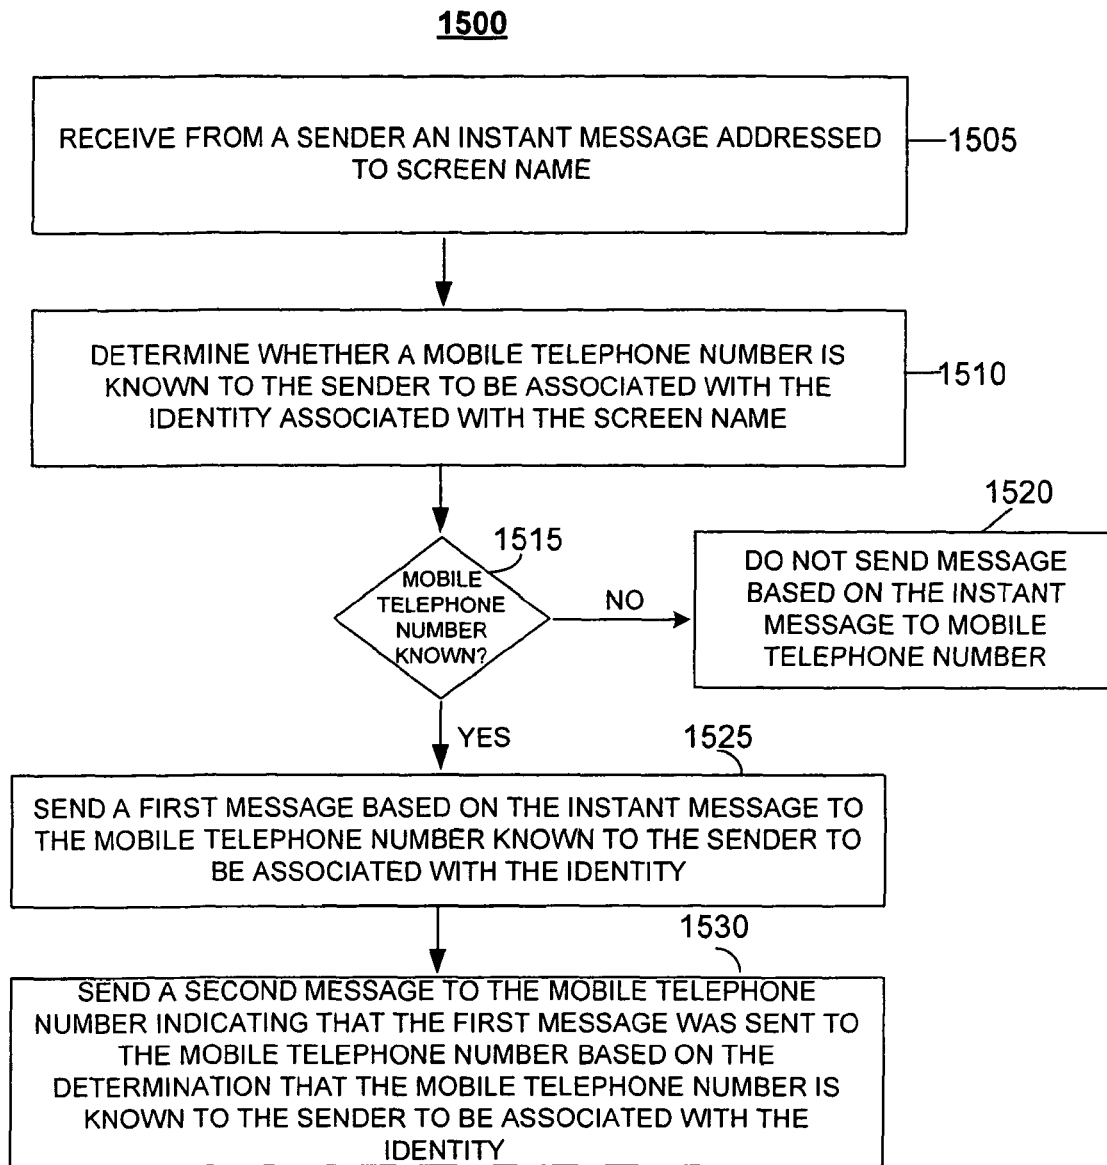 1500
RECEIVE FROM A SENDER AN INSTANT MESSAGE ADDRESSED
TO SCREEN NAME
1505
DETERMINE WHETHER A MOBILE TELEPHONE NUMBER IS
KNOWN TO THE SENDER TO BE ASSOCIATED WITH THE
IDENTITY ASSOCIATED WITH THE SCREEN NAME
1510
1515
MOBILE
TELEPHONE
NUMBER
KNOWN?
NO
1520
DO NOT SEND MESSAGE
BASED ON THE INSTANT
MESSAGE TO MOBILE
TELEPHONE NUMBER
YES
1525
SEND A FIRST MESSAGE BASED ON THE INSTANT MESSAGE TO
THE MOBILE TELEPHONE NUMBER KNOWN TO THE SENDER TO
BE ASSOCIATED WITH THE IDENTITY
1530
SEND A SECOND MESSAGE TO THE MOBILE TELEPHONE
NUMBER INDICATING THAT THE FIRST MESSAGE WAS SENT TO
THE MOBILE TELEPHONE NUMBER BASED ON THE
DETERMINATION THAT THE MOBILE TELEPHONE NUMBER IS
KNOWN TO THE SENDER TO BE ASSOCIATED WITH THE
IDENTITY